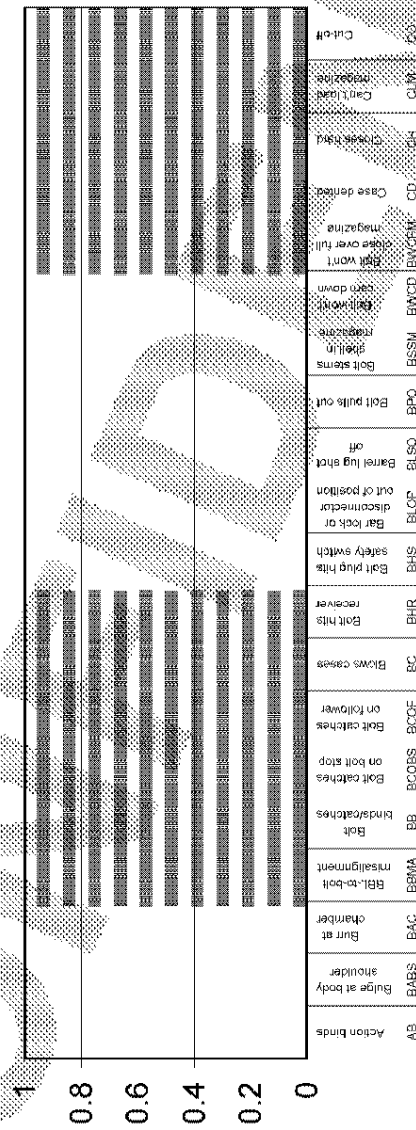 1
0.8
0.6
0.4
0.2
0
Action binds
AB
Bulge at body
shoulder
BABS
Burr at
chamber
BAC
BBL-to-bolt
misalignment
BBMA
Bolt
binds/catches
BB
Bolt catches
on bolt stop
BCOBS
Bolt catches
on follower
BCOF
Blows cases
BC
Bolt hits
receiver
BHR
Bolt plug hits
safety switch
BHS
Bar lock or
disconnector
out of position
BLOP
Barrel lug shot
off
BLSO
Bolt pulls out
BPO
Bolt stems
shell in
magazine
BSSM
Bolt won't
cam down
BWCD
Bolt won't
close over full
magazine
Case dented
CD
Closes hard
CH
Can't load
magazine
CLM
Cut-off
CO